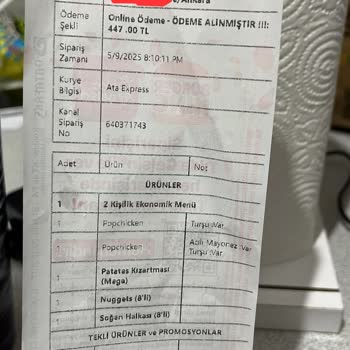 /Ankara
Ödeme Şekli Online Ödeme - ÖDEME ALINMIŞTIR !!!:
447 .00 TL
Sipariş Zamanı 5/9/2025 8:10:11 PM
Kurye Bilgisi Ata Express
Kanal Sipariş No 640371743
Adet Ürün Not
ÜRÜNLER
1 2 Kişilik Ekonomik Menü
1 Popchicken Turşu :Var
1 Popchicken Acılı Mayonez :Var
Turşu :Var
1 Patates Kızartması
(Mega)
1 Nuggets (8'li)
1 Soğan Halkası (8'li)
TEKLİ ÜRÜNLER ve PROMOSYONLAR